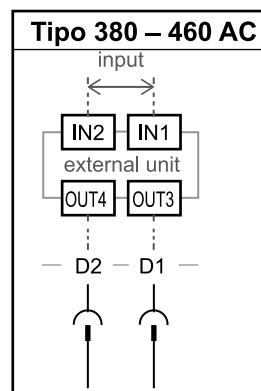 Tipo 380 – 460 AC
input
IN2 IN1
external unit
OUT4 OUT3
D2 D1